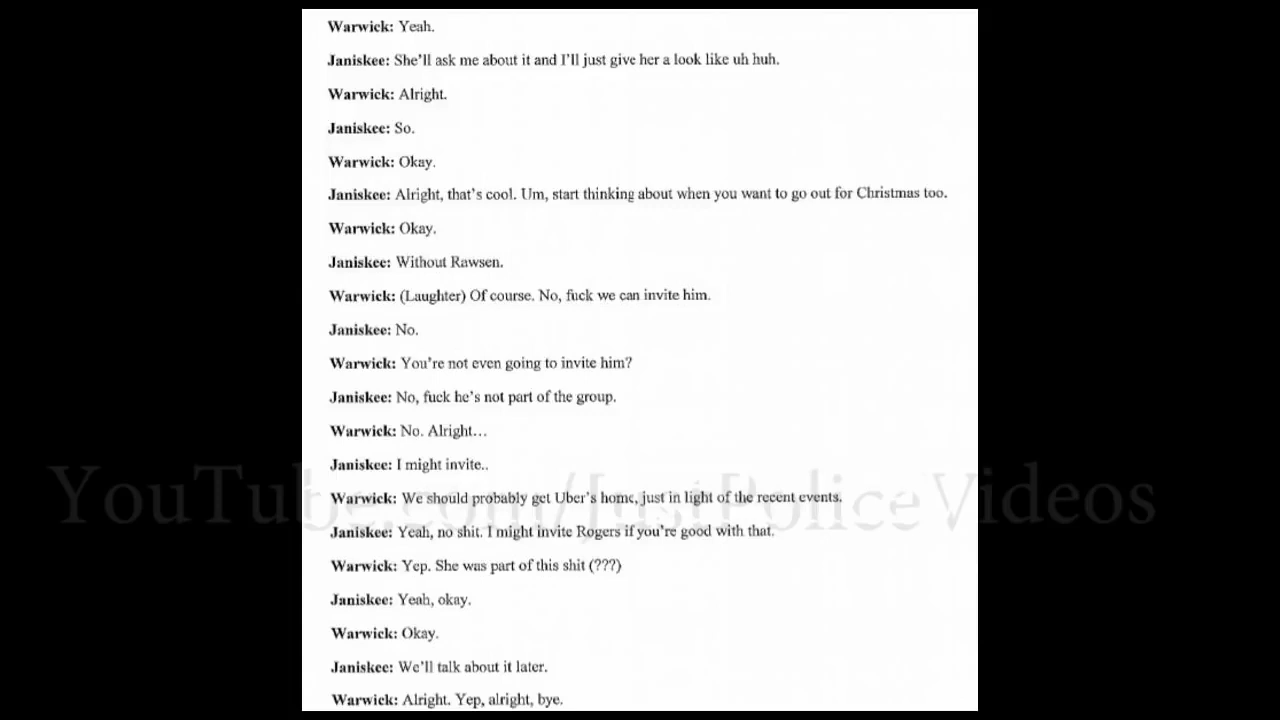 Warwick: Yeah.
Janiskee: She'll ask me about it and I'll just give her a look like uh huh.
Warwick: Alright.
Janiskee: So.
Warwick: Okay.
Janiskee: Alright, that's cool. Um, start thinking about when you want to go out for Christmas too.
Warwick: Okay.
Janiskee: Without Rawsen.
Warwick: (Laughter) Of course. No, fuck we can invite him.
Janiskee: No.
Warwick: You're not even going to invite him?
Janiskee: No, fuck he's not part of the group.
Warwick: No. Alright…
Janiskee: I might invite..
Warwick: We should probably get Uber's home, just in light of the recent events.
Janiskee: Yeah, no shit. I might invite Rogers if you're good with that.
Warwick: Yep. She was part of this shit (???)
Janiskee: Yeah, okay.
Warwick: Okay.
Janiskee: We'll talk about it later.
Warwick: Alright. Yep, alright, bye.
YouTube.com/JustPoliceVideos